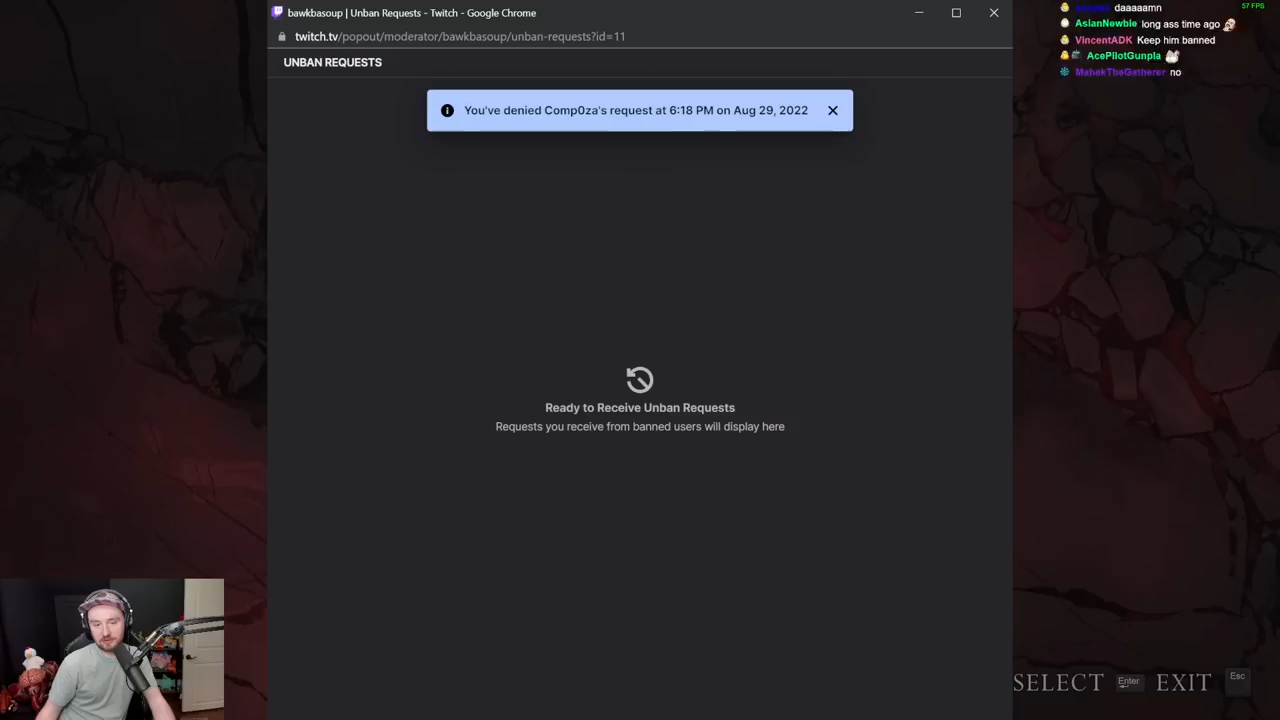 bawkbasoup | Unban Requests - Twitch - Google Chrome
twitch.tv/popout/moderator/bawkbasoup/unban-requests?id=11
UNBAN REQUESTS
You've denied Comp0za's request at 6:18 PM on Aug 29, 2022
Ready to Receive Unban Requests
Requests you receive from banned users will display here
57 FPS
daaaaamn
AsianNewbie long ass time ago
VincentADK Keep him banned
AcePilotGunpla
MahekTheGatherer no
SELECT Enter EXIT Esc